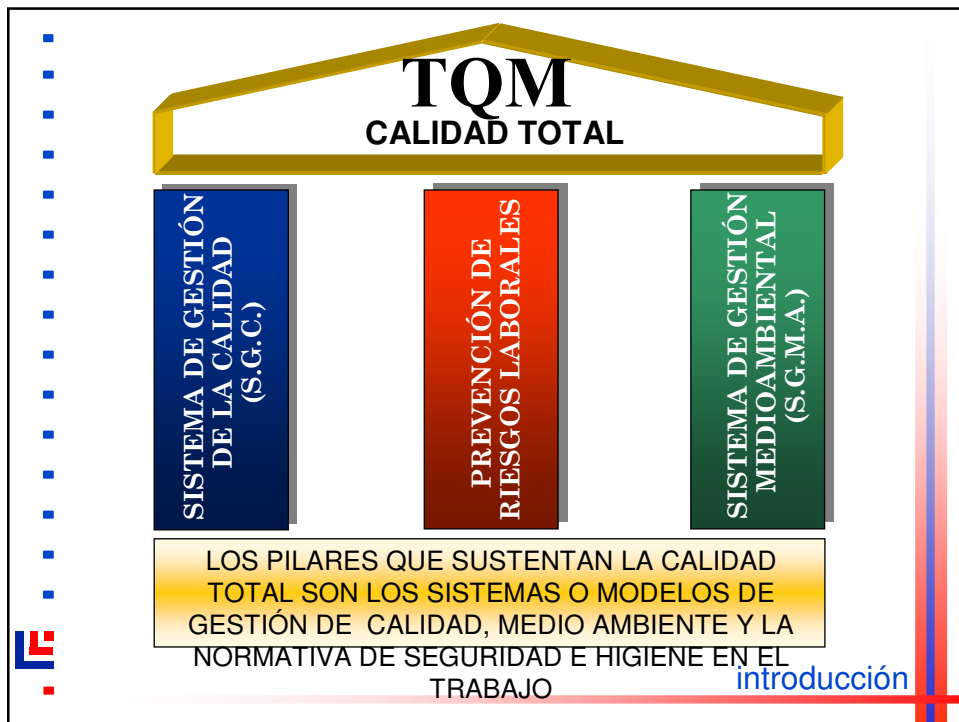 TQM
CALIDAD TOTAL
SISTEMA DE GESTIÓN
DE LA CALIDAD
(S.G.C.)
PREVENCIÓN DE
RIESGOS LABORALES
SISTEMA DE GESTIÓN
MEDIOAMBIENTAL
(S.G.M.A.)
LOS PILARES QUE SUSTENTAN LA CALIDAD
TOTAL SON LOS SISTEMAS O MODELOS DE
GESTIÓN DE CALIDAD, MEDIO AMBIENTE Y LA
NORMATIVA DE SEGURIDAD E HIGIENE EN EL
TRABAJO
introducción